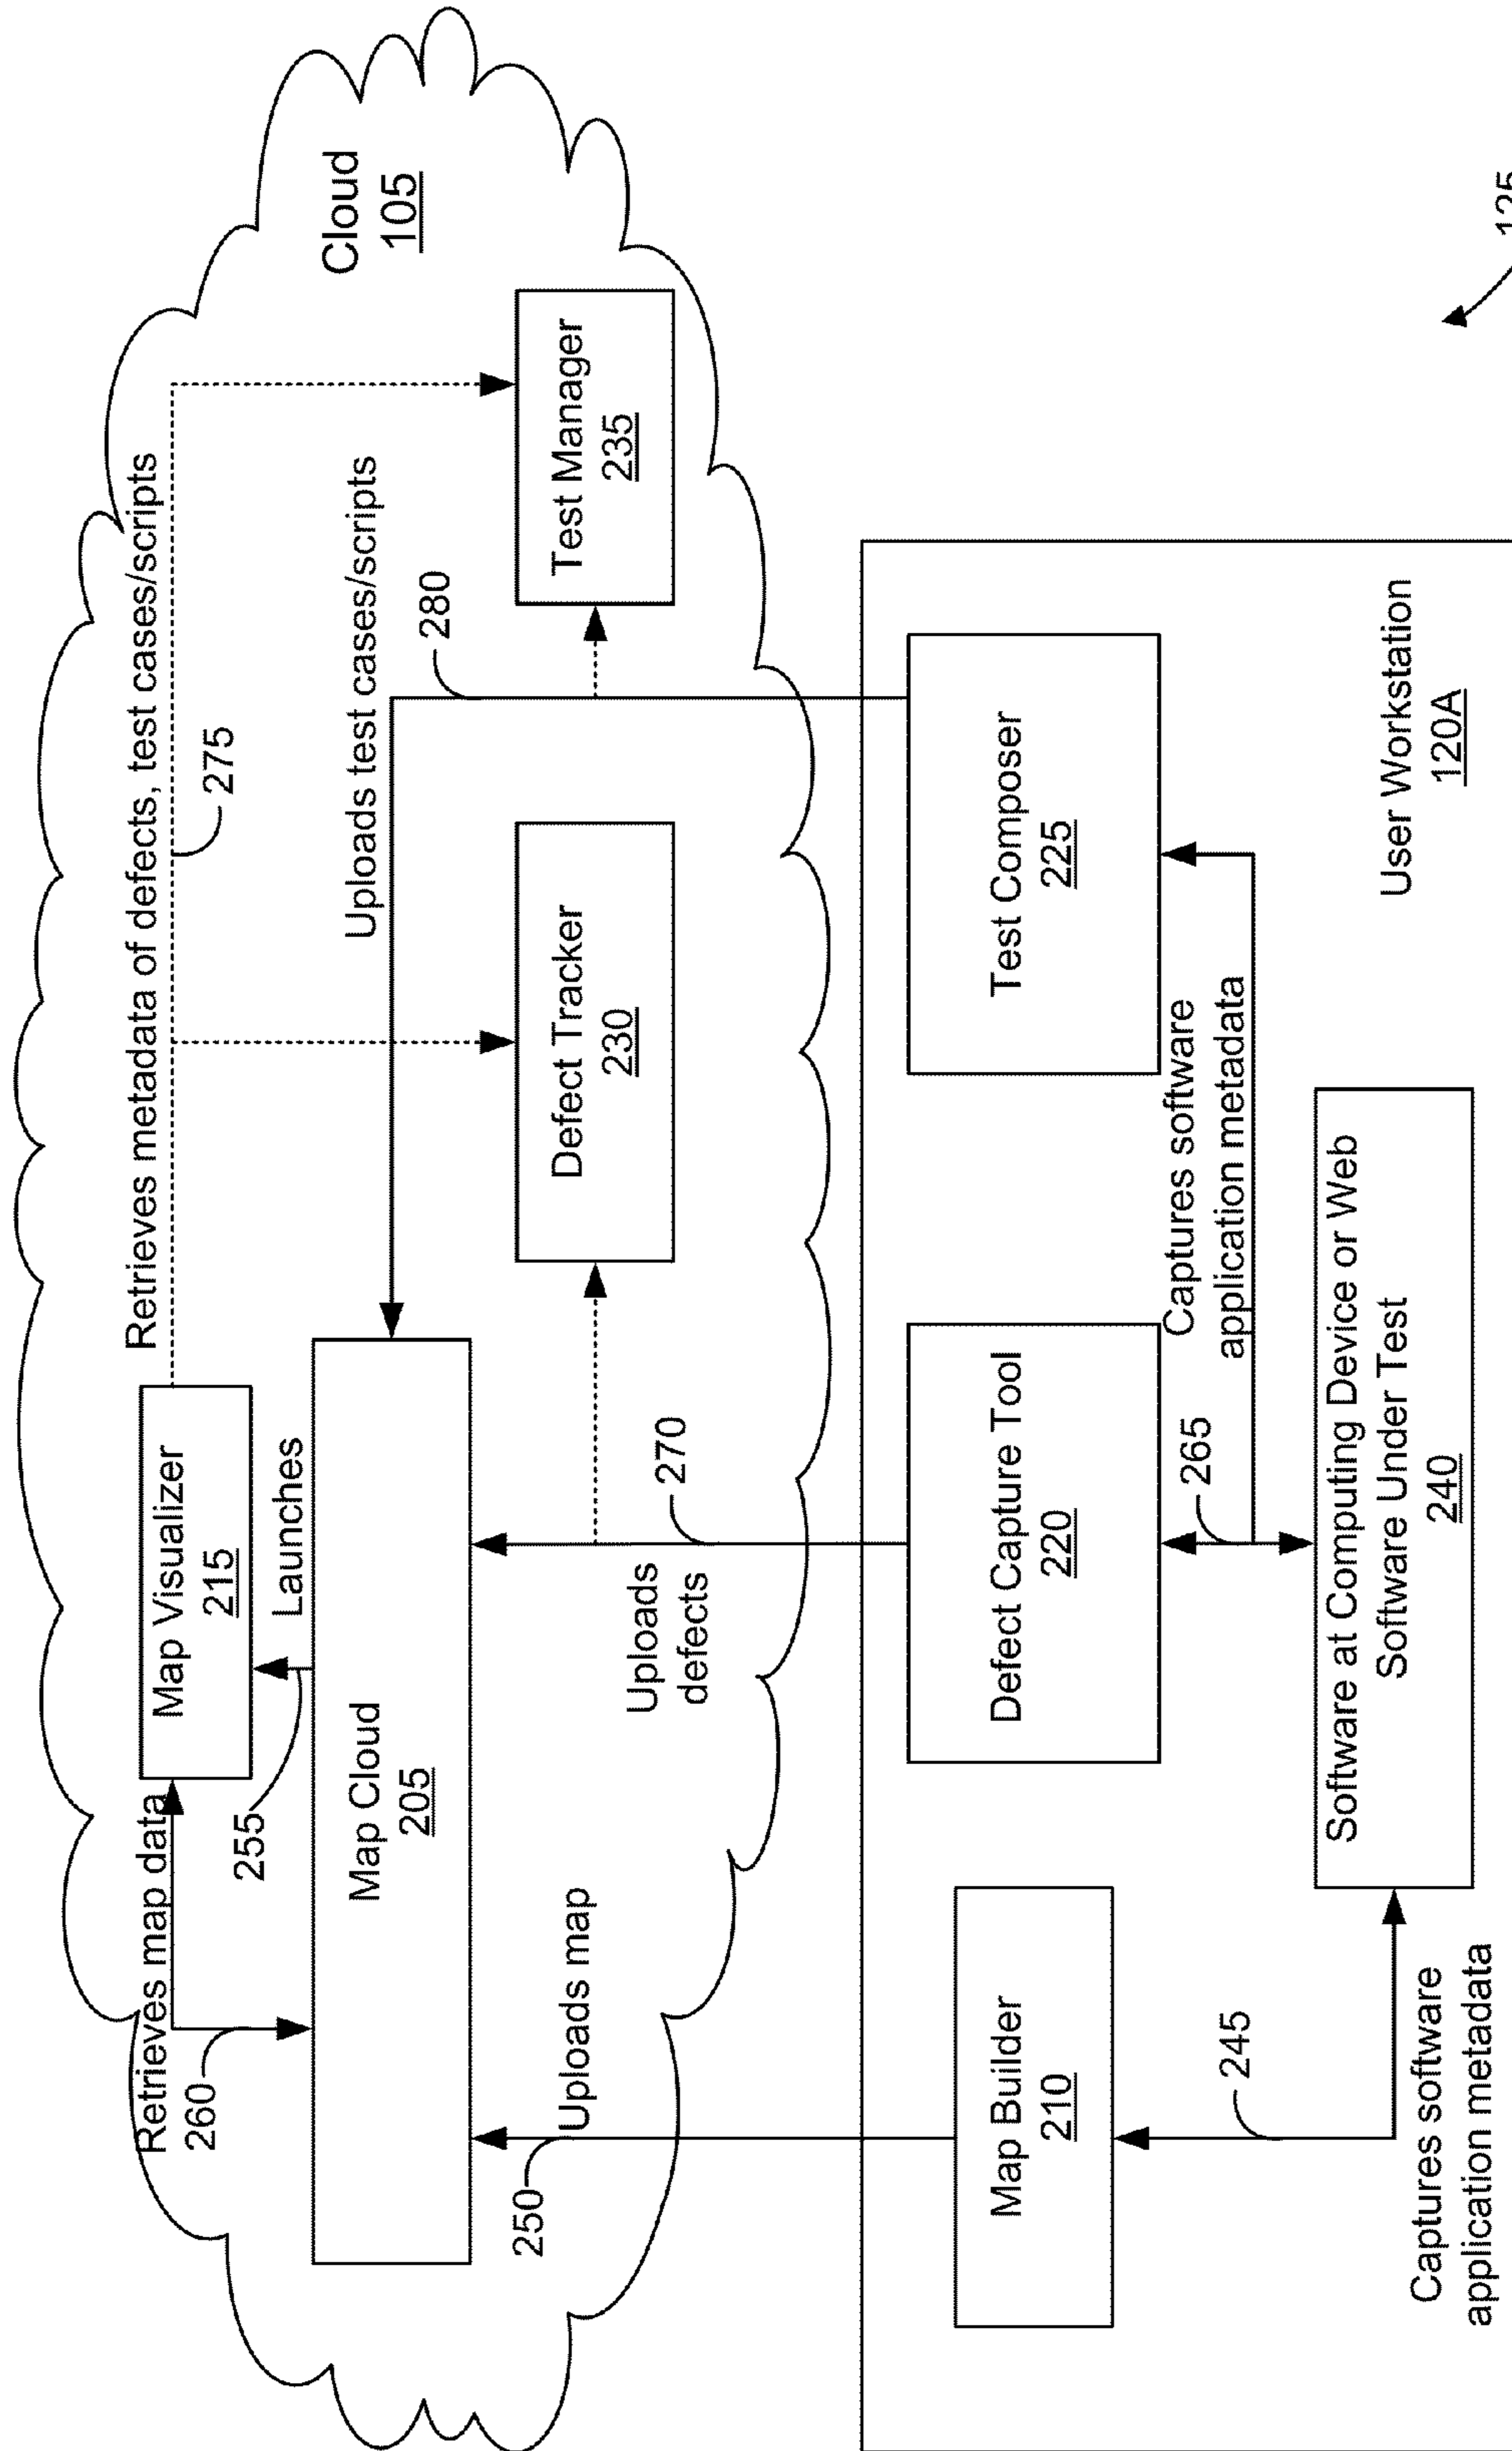 Retrieves metadata of defects, test cases/scripts
275
Cloud
105
Map Visualizer
215
Retrieves map data
260
255
Launches
Uploads test cases/scripts
280
Map Cloud
205
Defect Tracker
230
Test Manager
235
250
Uploads map
Uploads
defects
270
Map Builder
210
Defect Capture Tool
220
Test Composer
225
245
265
Captures software
application metadata
Software at Computing Device or Web
Software Under Test
240
Captures software
application metadata
User Workstation
120A